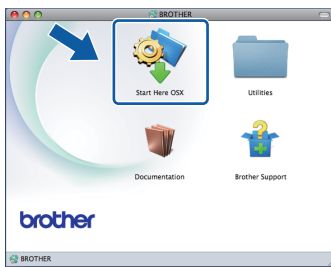 BROTHER
Start Here OSX
Utilities
Documentation
Brother Support
brother
BROTHER